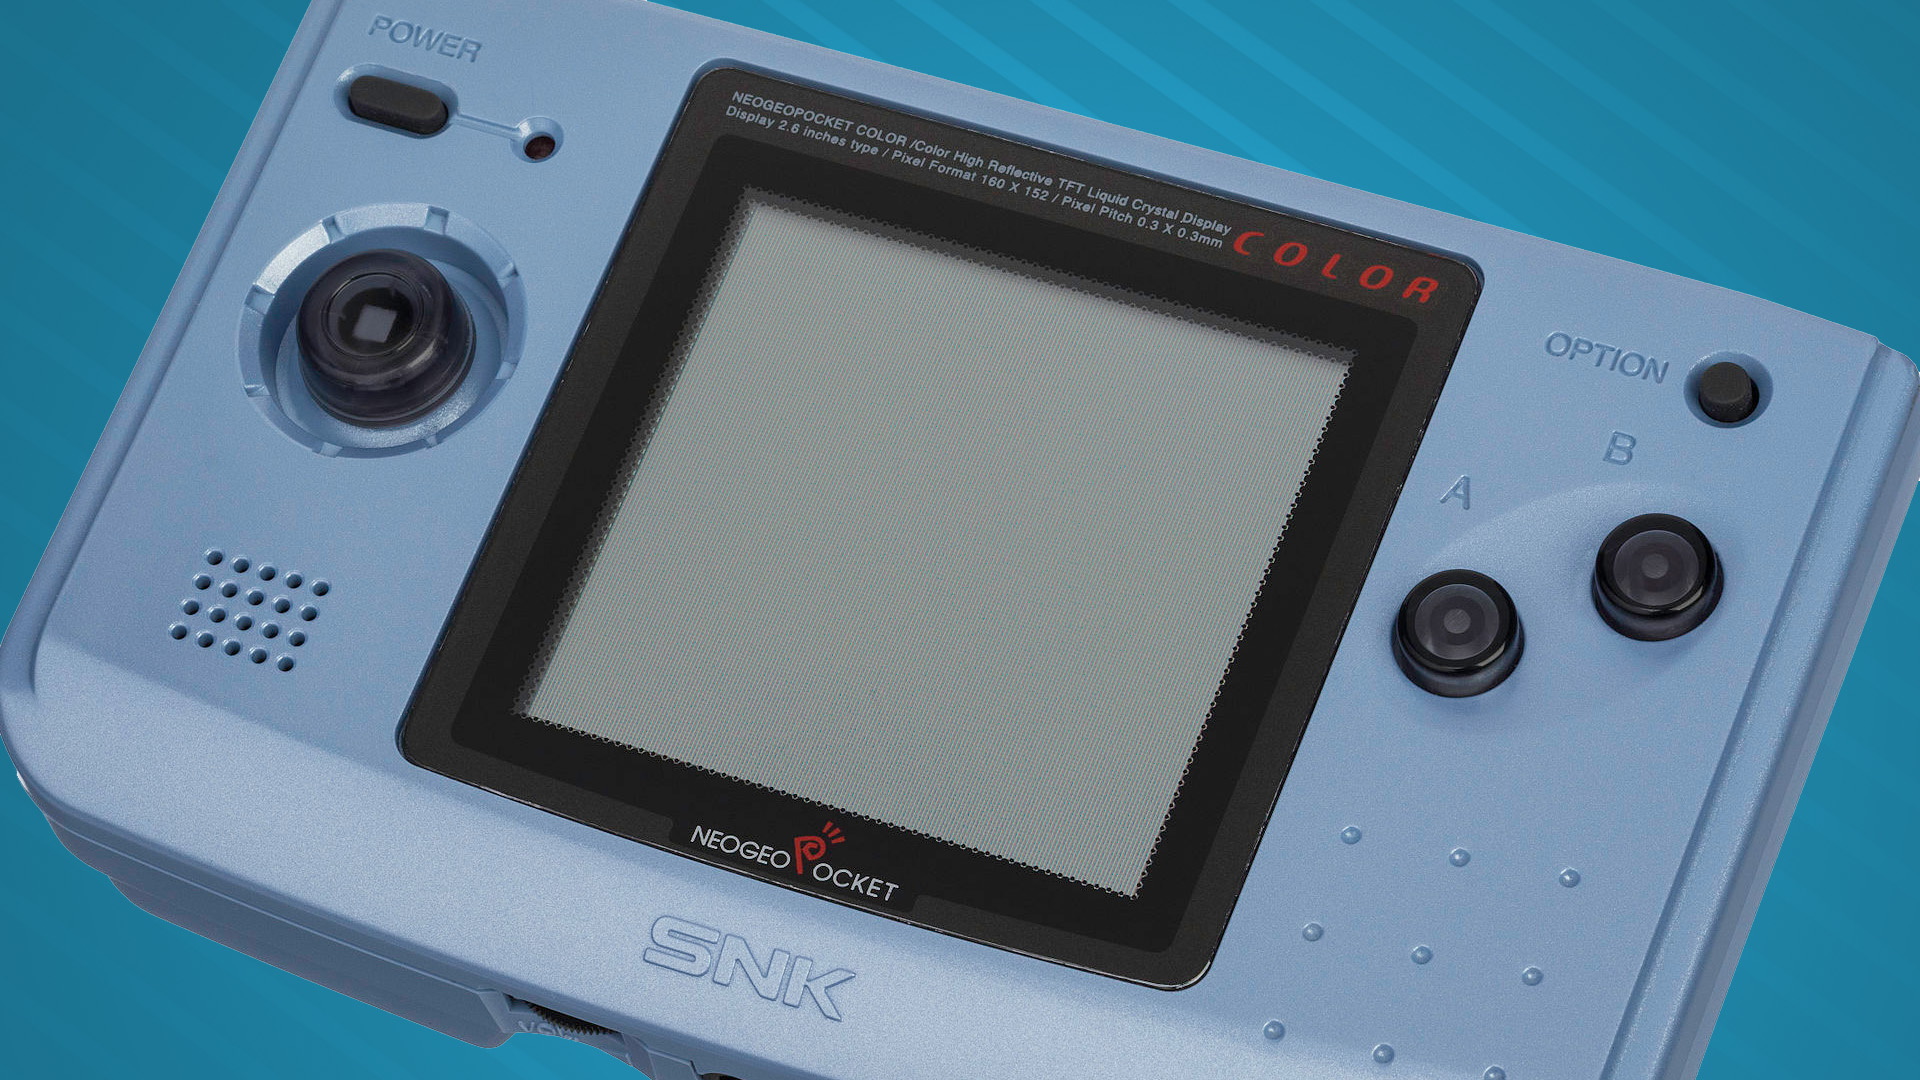 POWER
NEOGEOPOCKET COLOR /Color High Reflective TFT Liquid Crystal Display
Display 2.6 inches type / Pixel Format 160 X 152 / Pixel Pitch 0.3 X 0.3mm
COLOR
OPTION
B
A
NEOGEO POCKET
SNK